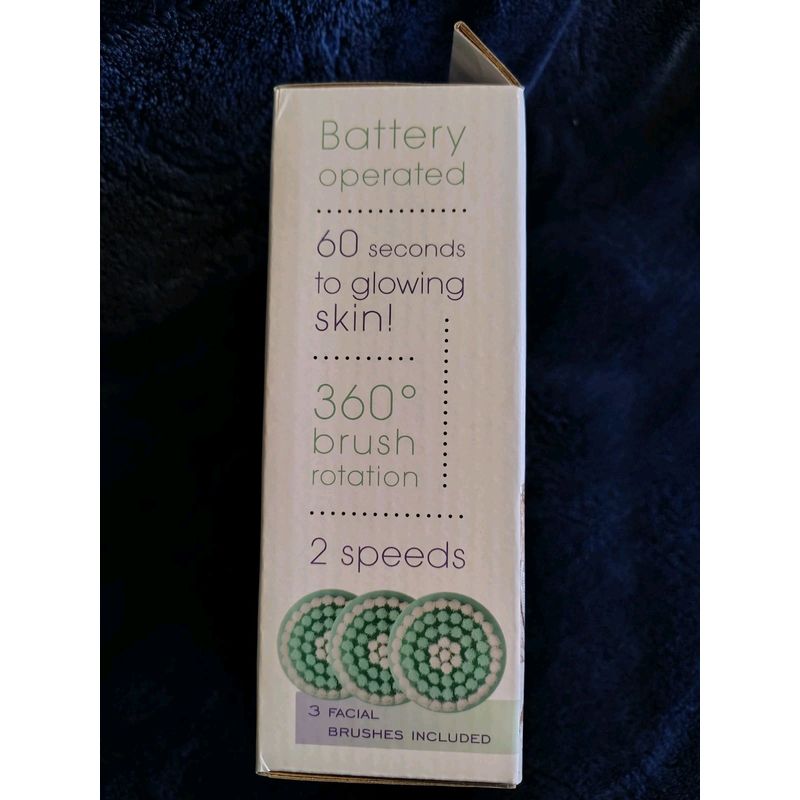 Battery
operated
60 seconds
to glowing
skin!
360°
brush
rotation
2 speeds
3 FACIAL
BRUSHES INCLUDED